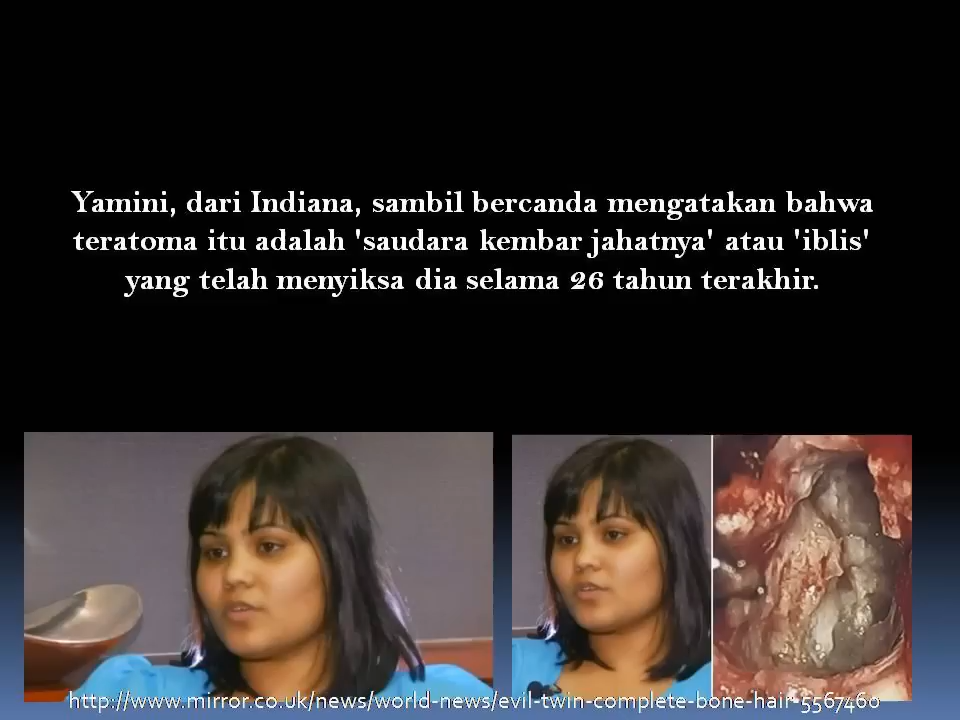 Yamini, dari Indiana, sambil bercanda mengatakan bahwa
teratoma itu adalah 'saudara kembar jahatnya' atau 'iblis'
yang telah menyiksa dia selama 26 tahun terakhir.
http://www.mirror.co.uk/news/world-news/evil-twin-complete-bone-hair-5567460